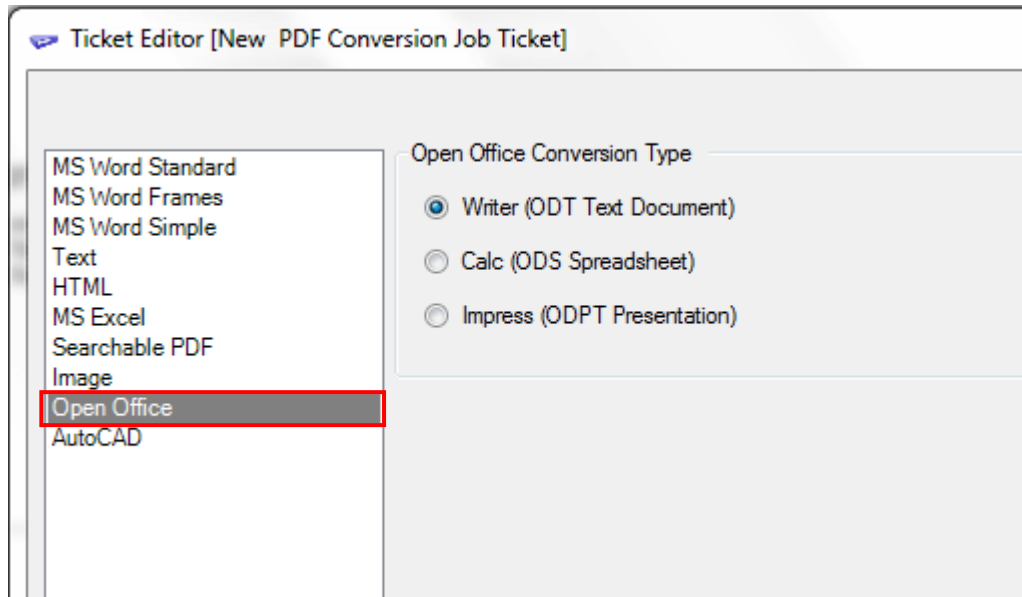 Ticket Editor [New  PDF Conversion Job Ticket]
MS Word Standard
MS Word Frames
MS Word Simple
Text
HTML
MS Excel
Searchable PDF
Image
Open Office
AutoCAD
Open Office Conversion Type
Writer (ODT Text Document)
Calc (ODS Spreadsheet)
Impress (ODPT Presentation)